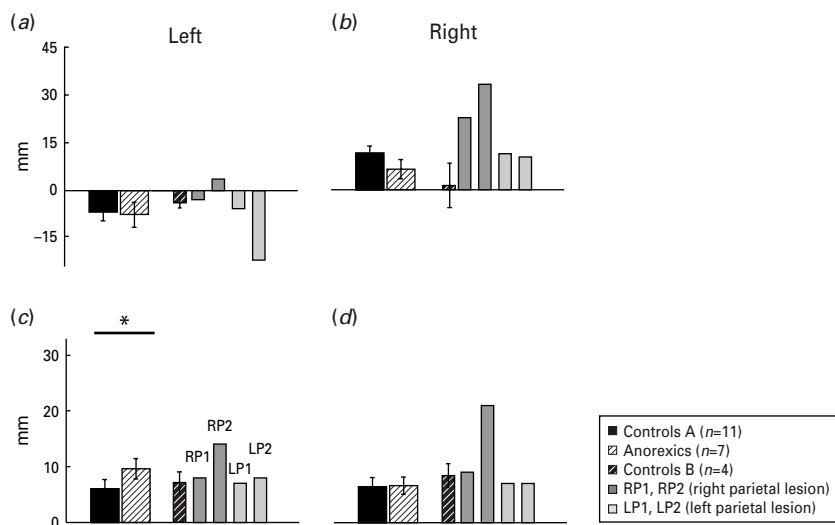 (a)
Left
(b)
Right
45
30
15
0
−15
mm
(c)
*
(d)
30
20
10
0
mm
RP1
RP2
LP1
LP2
Controls A (n=11)
Anorexics (n=7)
Controls B (n=4)
RP1, RP2 (right parietal lesion)
LP1, LP2 (left parietal lesion)